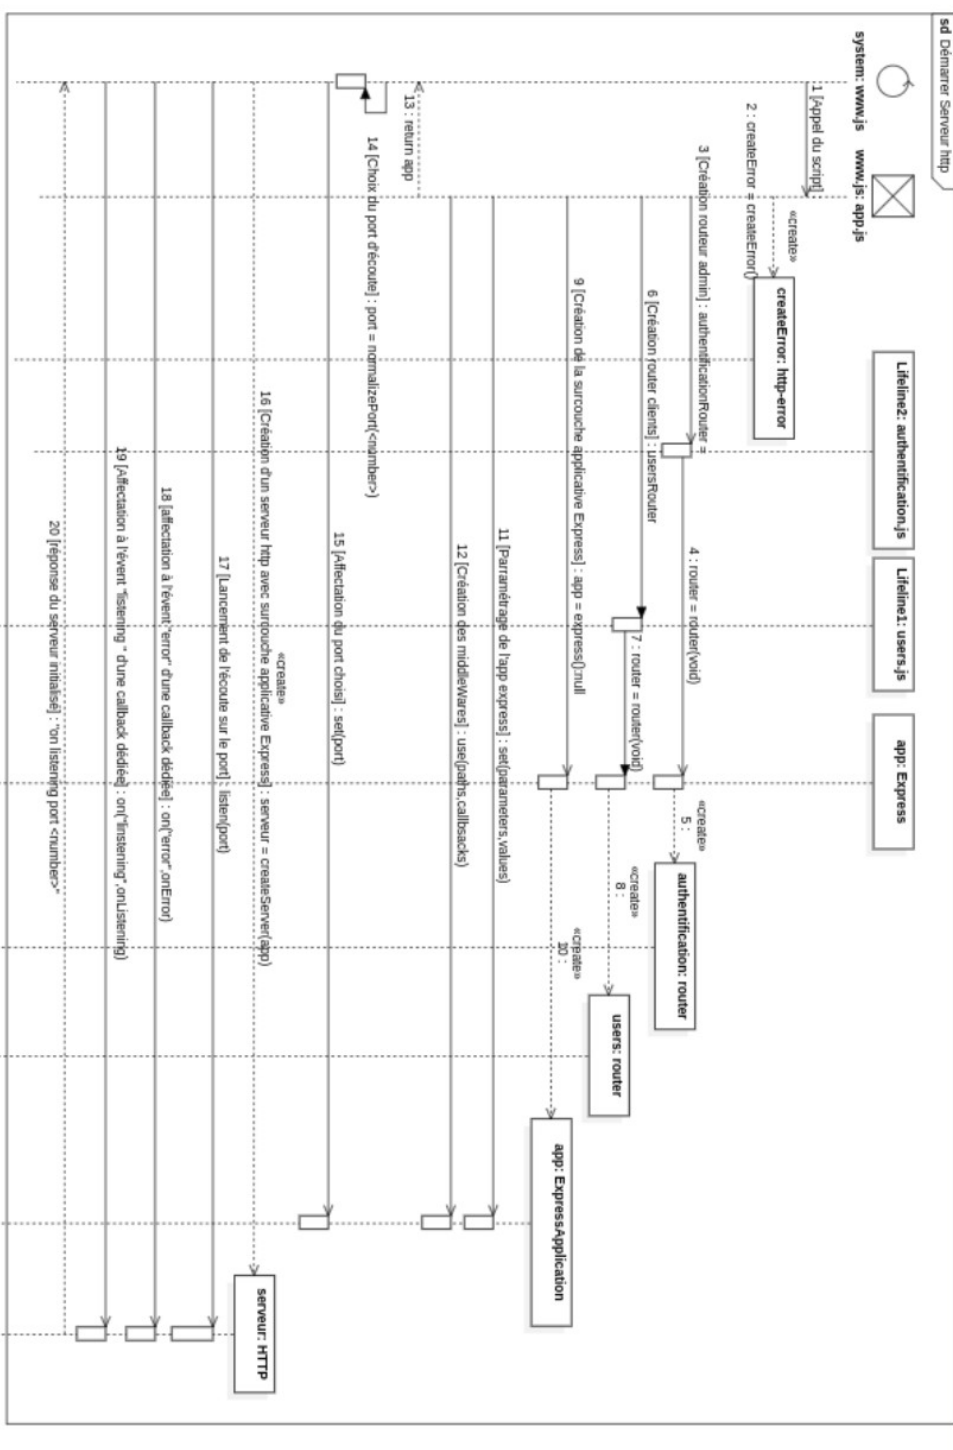 sd Démarrer Serveur http
system: www.js
www.js: app.js
Lifeline2: authentification.js
Lifeline1: users.js
app: Express
1 [Appel du script]
«create»
2 : createError = createError()
createError: http-error
3 [Création routeur admin] : authentificationRouter =
4 : router = router(void)
«create»
5 :
authentification: router
6 [Création router clients] : usersRouter
7 : router = router(void)
«create»
8 :
users: router
9 [Création de la surcouche applicative Express] : app = express():null
«create»
10 :
app: ExpressApplication
11 [Parramétrage de l'app express] : set(parameters,values)
12 [Création des middleWares] : use(paths,callbsacks)
13 : return app
14 [Choix du port d'écoute] : port = normalizePort(<number>)
15 [Affectation du port choisi] : set(port)
«create»
16 [Création d'un serveur http avec surcouche applicative Express] : serveur = createServer(app)
serveur: HTTP
17 [Lancement de l'écoute sur le port] : listen(port)
18 [affectation à l'évent "error" d'une callback dédiée] : on("error",onError)
19 [Affectation à l'évent "listening " d'une callback dédiée] : on("linstening",onListening)
20 [réponse du serveur initialisé] : "on listening port <number>"